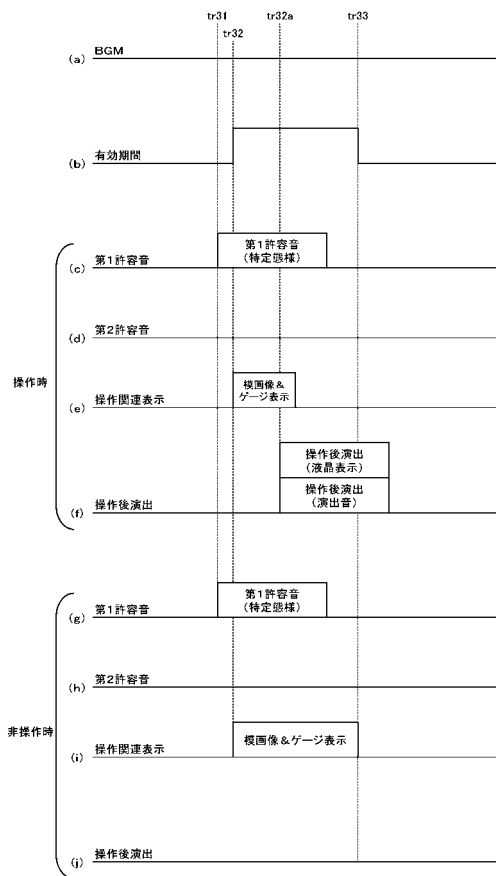 tr31
tr32a
tr33
tr32
(a) BGM
(b) 有効期間
操作時
(c) 第1許容音
第1許容音
(特定態様)
(d) 第2許容音
(e) 操作関連表示
模画像&
ゲージ表示
(f) 操作後演出
操作後演出
(液晶表示)
操作後演出
(演出音)
非操作時
(g) 第1許容音
第1許容音
(特定態様)
(h) 第2許容音
(i) 操作関連表示
模画像&ゲージ表示
(j) 操作後演出